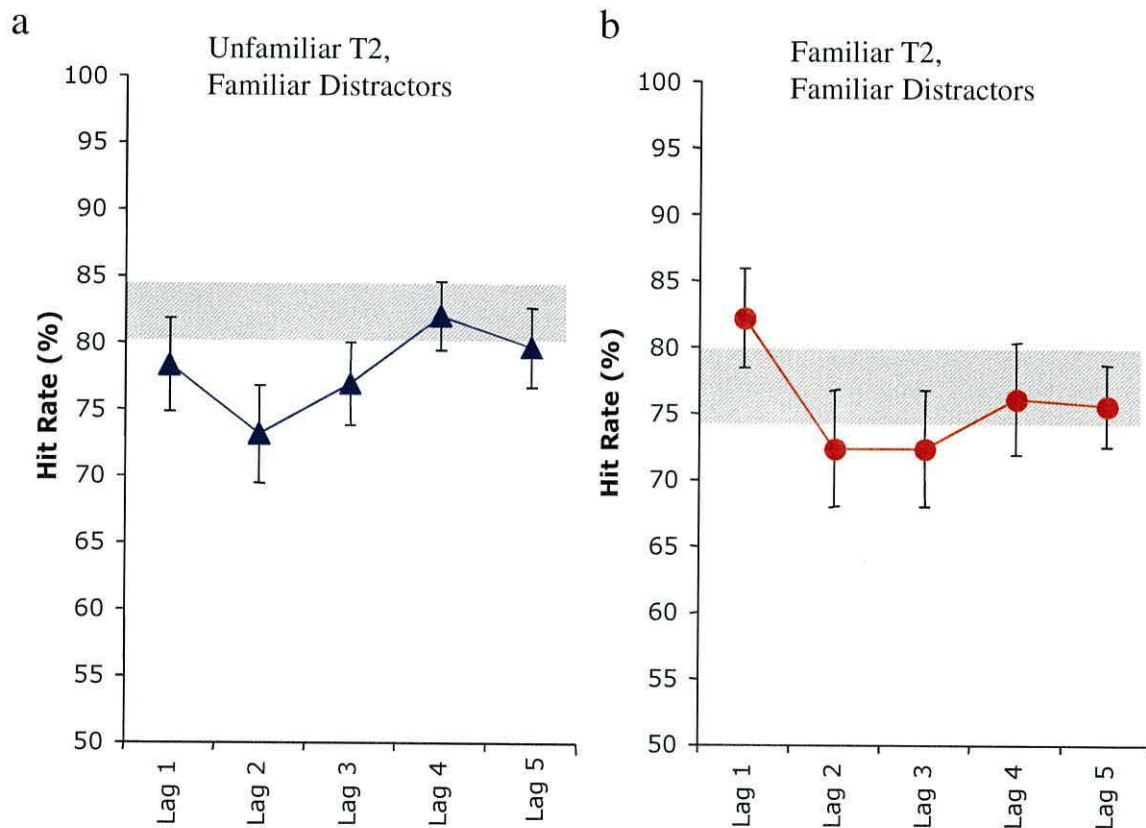 a
Unfamiliar T2,
Familiar Distractors
100
95
90
85
80
75
70
65
60
55
50
Hit Rate (%)
Lag 1
Lag 2
Lag 3
Lag 4
Lag 5
b
Familiar T2,
Familiar Distractors
100
95
90
85
80
75
70
65
60
55
50
Hit Rate (%)
Lag 1
Lag 2
Lag 3
Lag 4
Lag 5